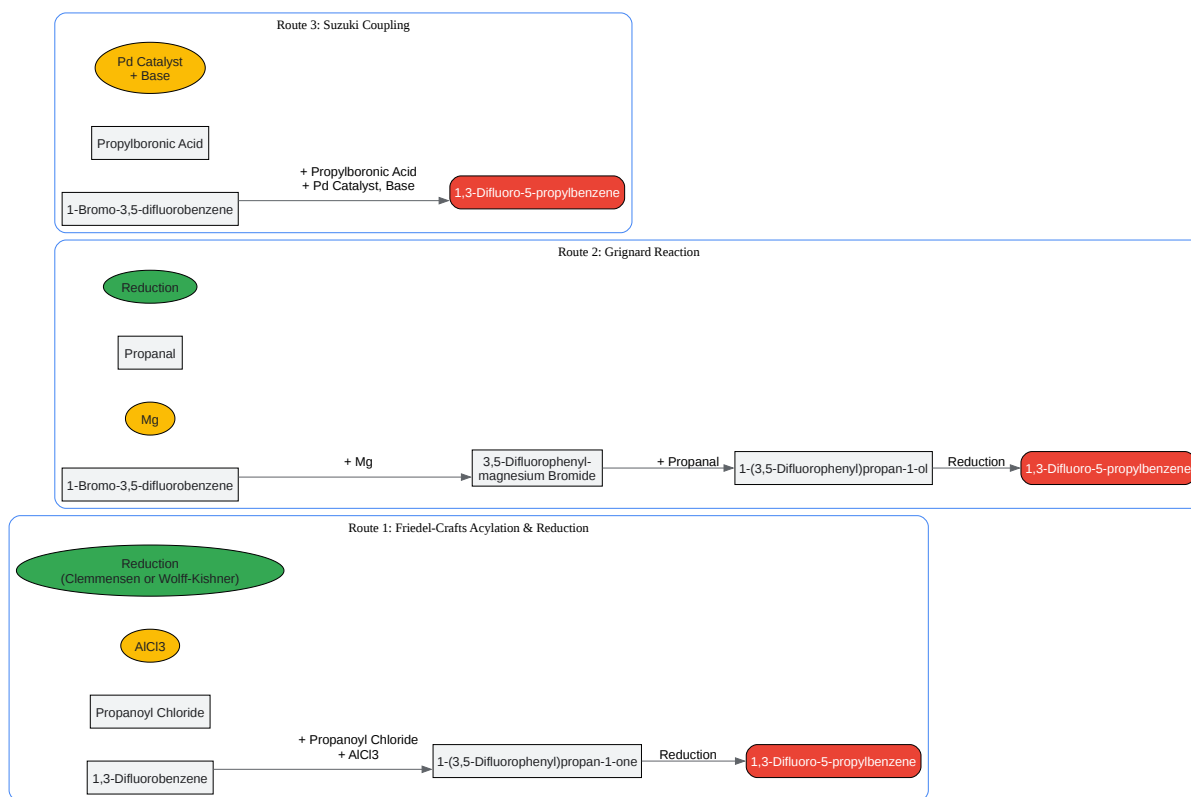 Route 3: Suzuki Coupling
Pd Catalyst
+ Base
Propylboronic Acid
+ Propylboronic Acid
+ Pd Catalyst, Base
1-Bromo-3,5-difluorobenzene
1,3-Difluoro-5-propylbenzene
Route 2: Grignard Reaction
Reduction
Propanal
Mg
1-Bromo-3,5-difluorobenzene
+ Mg
3,5-Difluorophenyl-
magnesium Bromide
+ Propanal
1-(3,5-Difluorophenyl)propan-1-ol
Reduction
1,3-Difluoro-5-propylbenzene
Route 1: Friedel-Crafts Acylation & Reduction
Reduction
(Clemmensen or Wolff-Kishner)
AlCl3
Propanoyl Chloride
1,3-Difluorobenzene
+ Propanoyl Chloride
+ AlCl3
1-(3,5-Difluorophenyl)propan-1-one
Reduction
1,3-Difluoro-5-propylbenzene